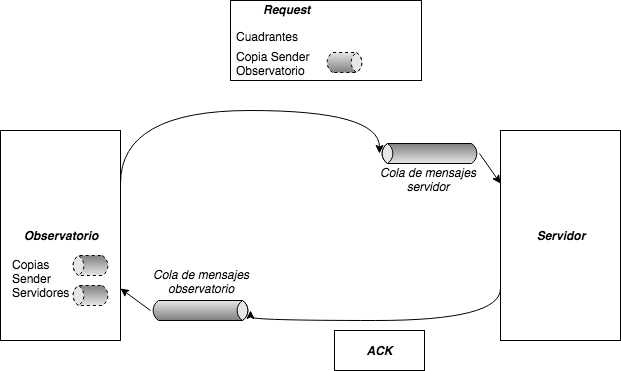 Request
Cuadrantes
Copia Sender
Observatorio
Cola de mensajes
servidor
Observatorio
Servidor
Copias
Sender
Servidores
Cola de mensajes
observatorio
ACK